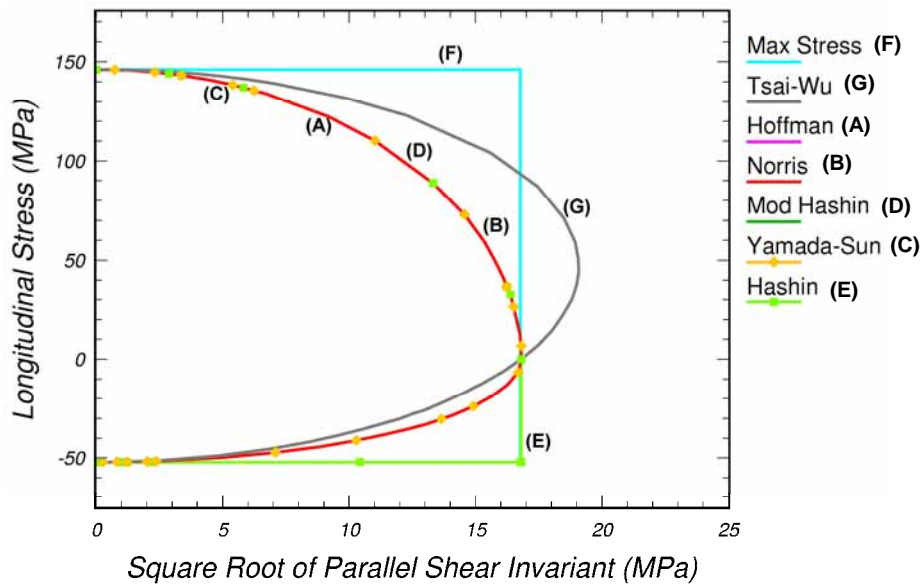 150
100
50
0
-50
0
5
10
15
20
25
Longitudinal Stress (MPa)
Square Root of Parallel Shear Invariant (MPa)
(F)
(C)
(A)
(D)
(B)
(G)
(E)
Max Stress (F)
Tsai-Wu (G)
Hoffman (A)
Norris (B)
Mod Hashin (D)
Yamada-Sun (C)
Hashin (E)